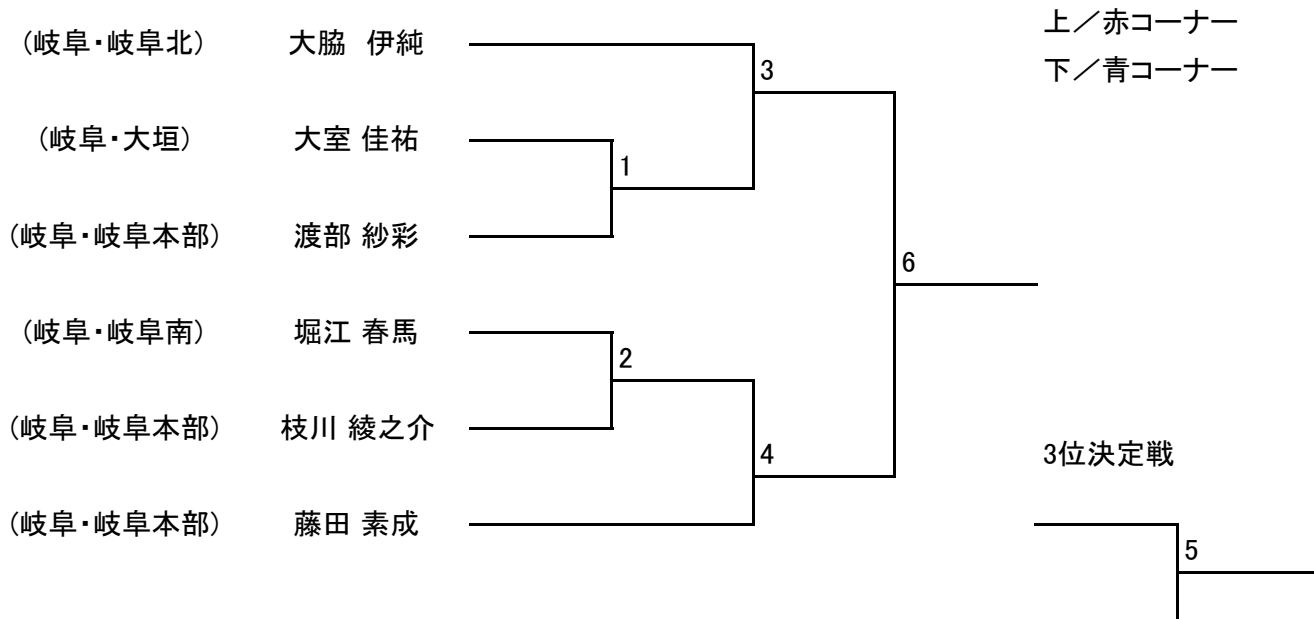 上／赤コーナー
下／青コーナー
（岐阜・岐阜北） 大脇　伊純
3
（岐阜・大垣） 大室 佳祐
1
（岐阜・岐阜本部） 渡部 紗彩
6
（岐阜・岐阜南） 堀江 春馬
2
（岐阜・岐阜本部） 枝川 綾之介
4
3位決定戦
（岐阜・岐阜本部） 藤田 素成
5